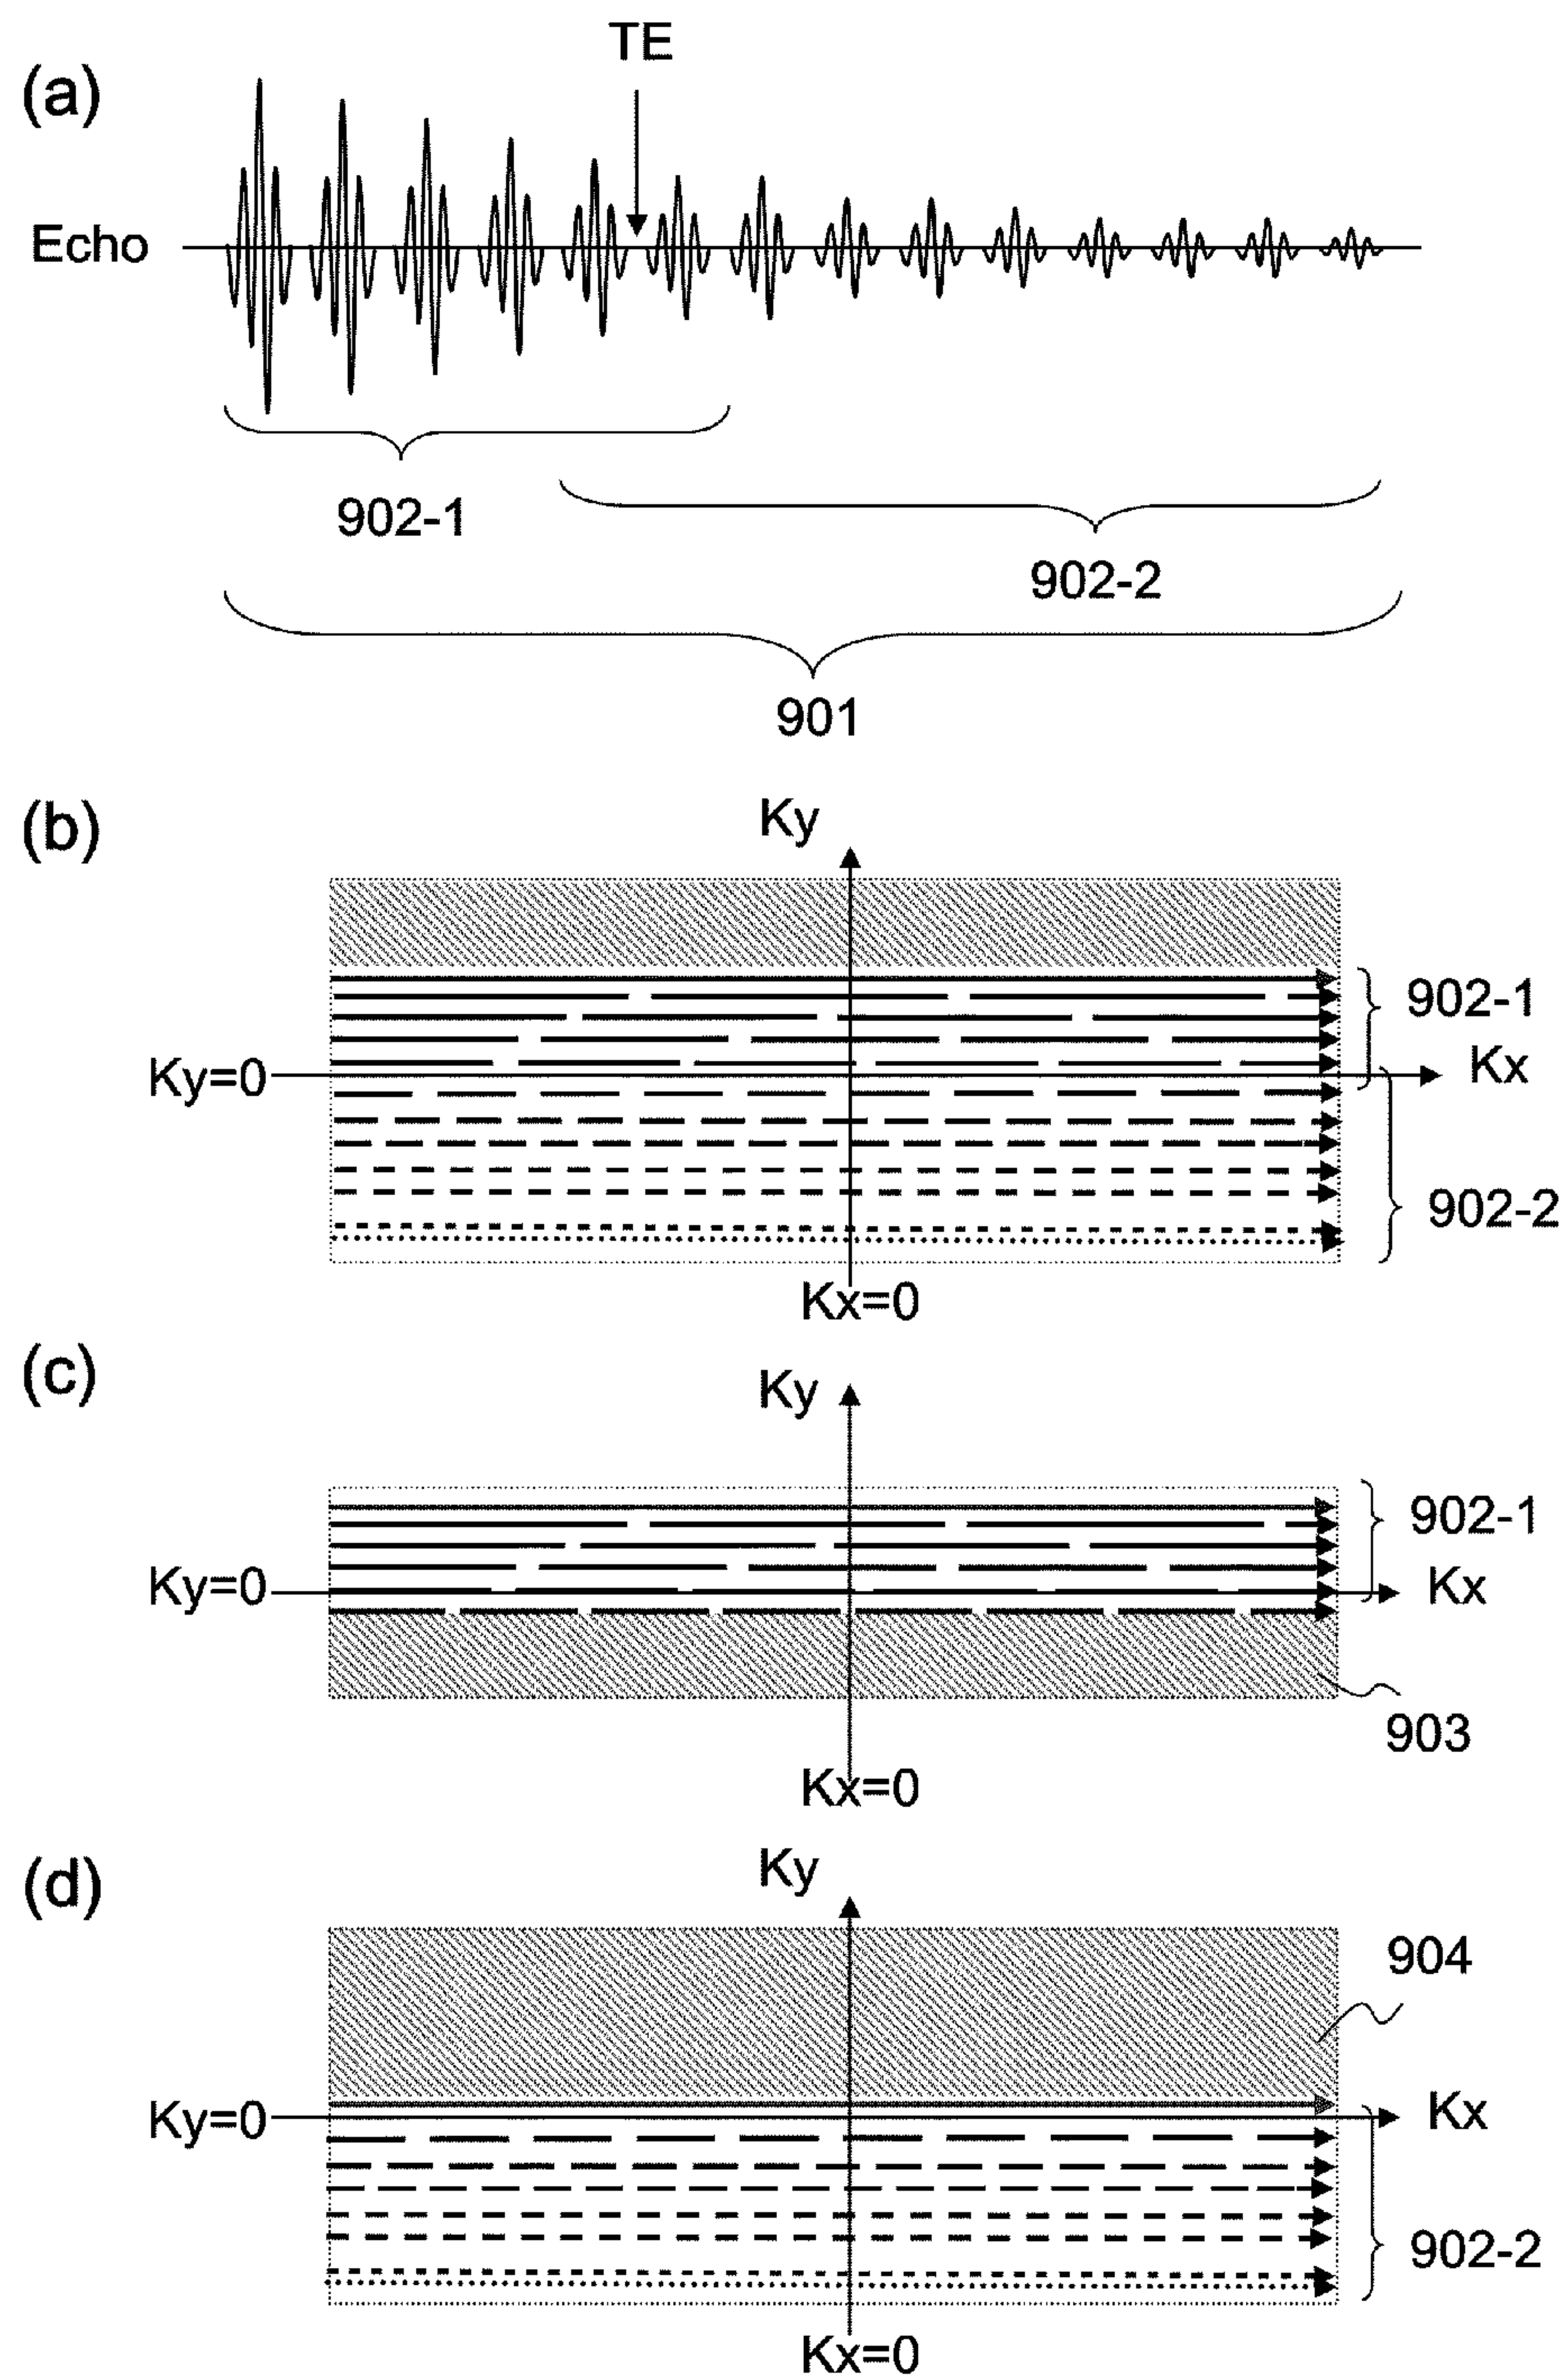 (a)
TE
Echo
902-1
902-2
901
(b)
Ky
902-1
Ky=0
Kx
902-2
Kx=0
(c)
Ky
902-1
Ky=0
Kx
903
Kx=0
(d)
Ky
904
Ky=0
Kx
902-2
Kx=0